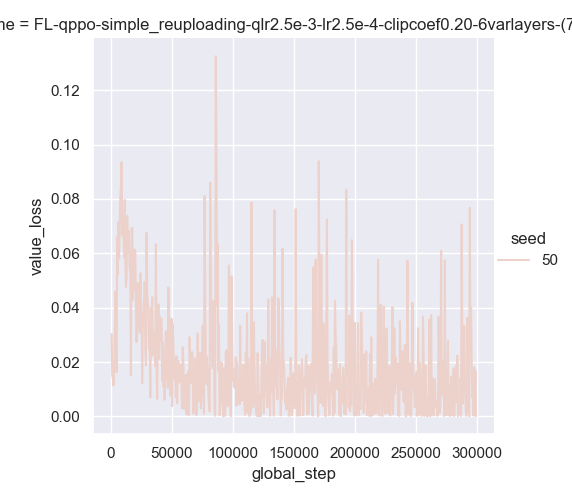 me = FL-qppo-simple_reuploading-qlr2.5e-3-lr2.5e-4-clipcoef0.20-6varlayers-(7
0.12
0.10
0.08
0.06
0.04
0.02
0.00
value_loss
0 50000 100000 150000 200000 250000 300000
global_step
seed
50